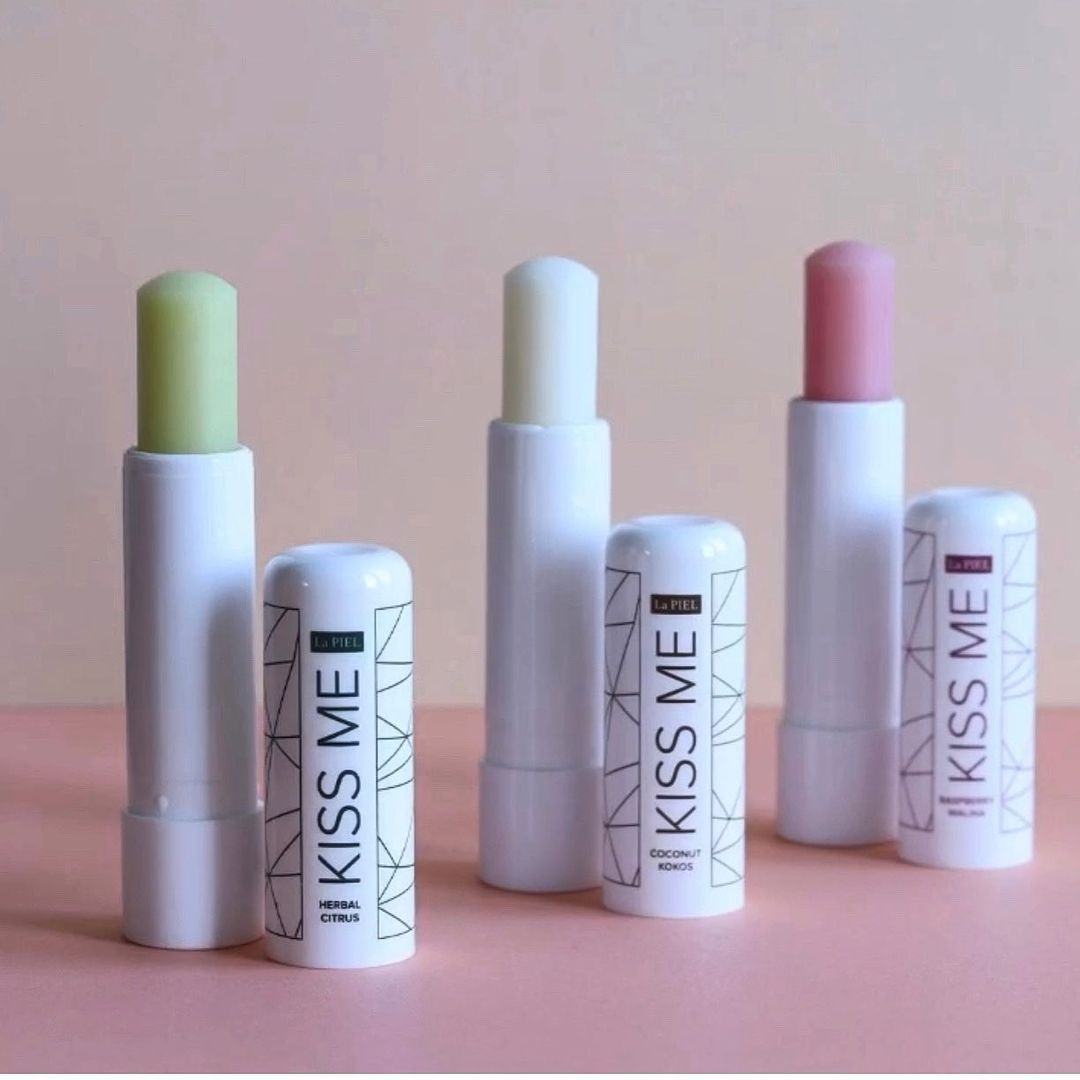 La PIEL
KISS ME
HERBAL
CITRUS
La PIEL
KISS ME
COCONUT
KOKOS
La PIEL
KISS ME
RASPBERRY
MALINA